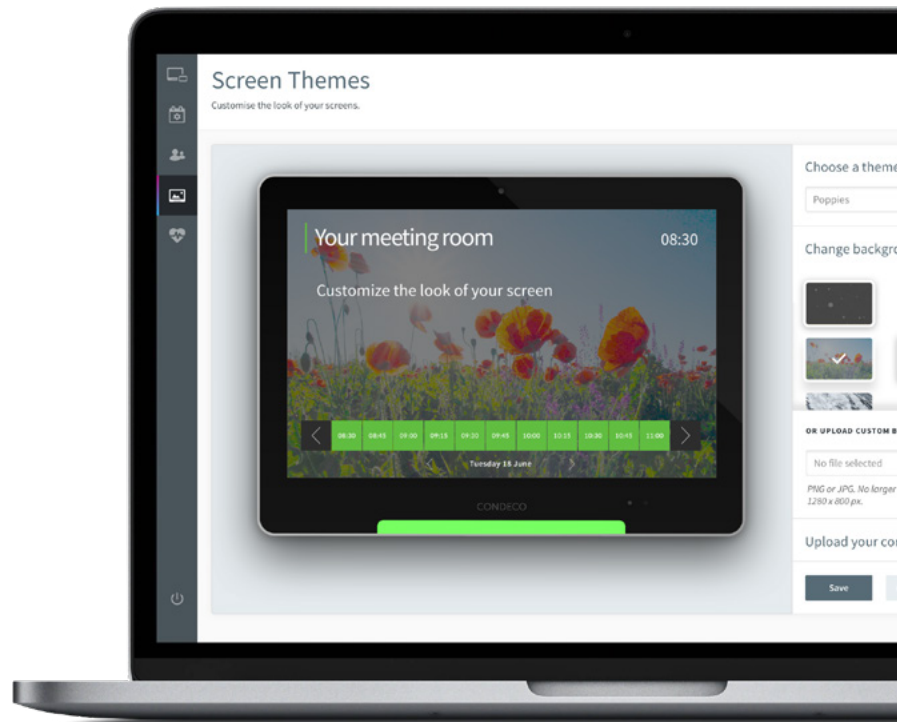 Screen Themes
Customise the look of your screens.
Your meeting room
08:30
Customize the look of your screen
08:30 08:45 09:00 09:15 09:30 09:45 10:00 10:15 10:30 10:45 11:00
Tuesday 18 June
CONDECO
Choose a theme
Poppies
Change backgro
OR UPLOAD CUSTOM B
No file selected
PNG or JPG. No larger
1280 x 800 px.
Upload your co
Save